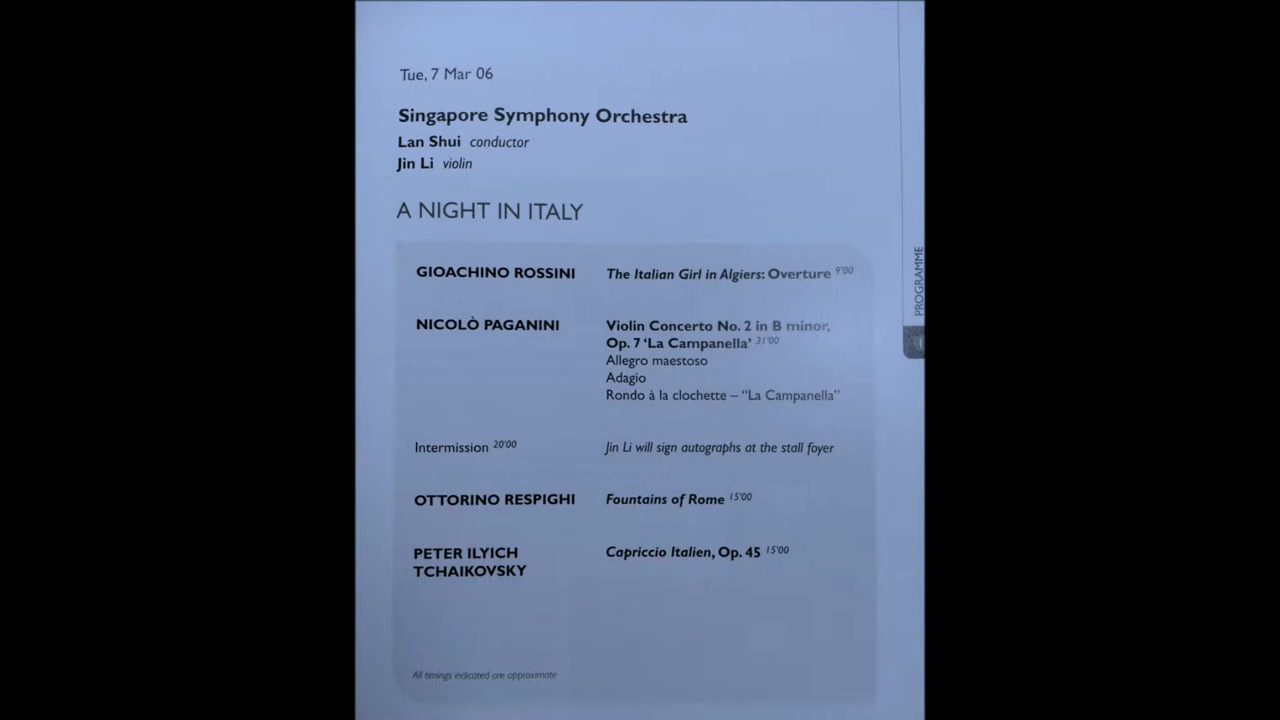 Tue, 7 Mar 06
Singapore Symphony Orchestra
Lan Shui conductor
Jin Li violin
A NIGHT IN ITALY
GIOACHINO ROSSINI The Italian Girl in Algiers: Overture 9'00
NICOLÒ PAGANINI Violin Concerto No. 2 in B minor,
Op. 7 ‘La Campanella’ 31'00
Allegro maestoso
Adagio
Rondo à la clochette – “La Campanella”
Intermission 20'00 Jin Li will sign autographs at the stall foyer
OTTORINO RESPIGHI Fountains of Rome 15'00
PETER ILYICH Capriccio Italien, Op. 45 15'00
TCHAIKOVSKY
All timings indicated are approximate
PROGRAMME